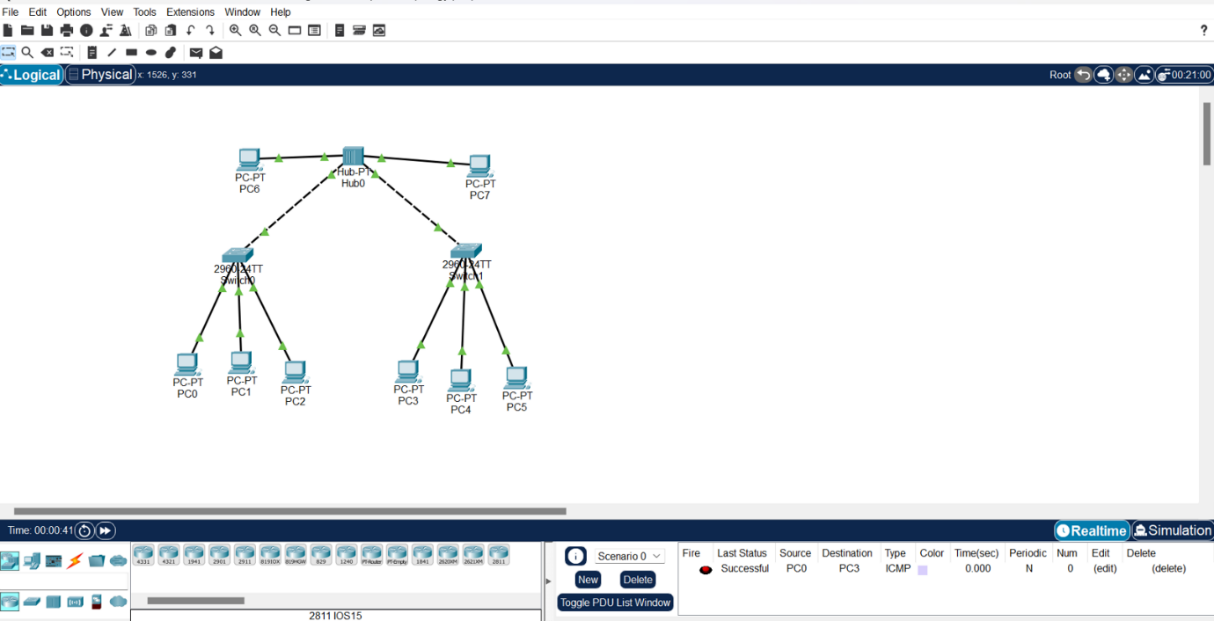 File Edit Options View Tools Extensions Window Help
?
Logical Physical x: 1526, y: 331 Root 00:21:00
PC-PT
PC6
Hub-PT
Hub0
PC-PT
PC7
2960-24TT
Switch0
2960-24TT
Switch1
PC-PT
PC0
PC-PT
PC1
PC-PT
PC2
PC-PT
PC3
PC-PT
PC4
PC-PT
PC5
Time: 00:00:41 Realtime Simulation
4331 4321 1941 2901 2911 819IOX 819HGW 829 1240 PT-Router PT-Empty 1841 2620XM 2621XM 2811
2811 IOS15
Scenario 0
New Delete
Toggle PDU List Window
Fire Last Status Source Destination Type Color Time(sec) Periodic Num Edit Delete
Successful PC0 PC3 ICMP 0.000 N 0 (edit) (delete)